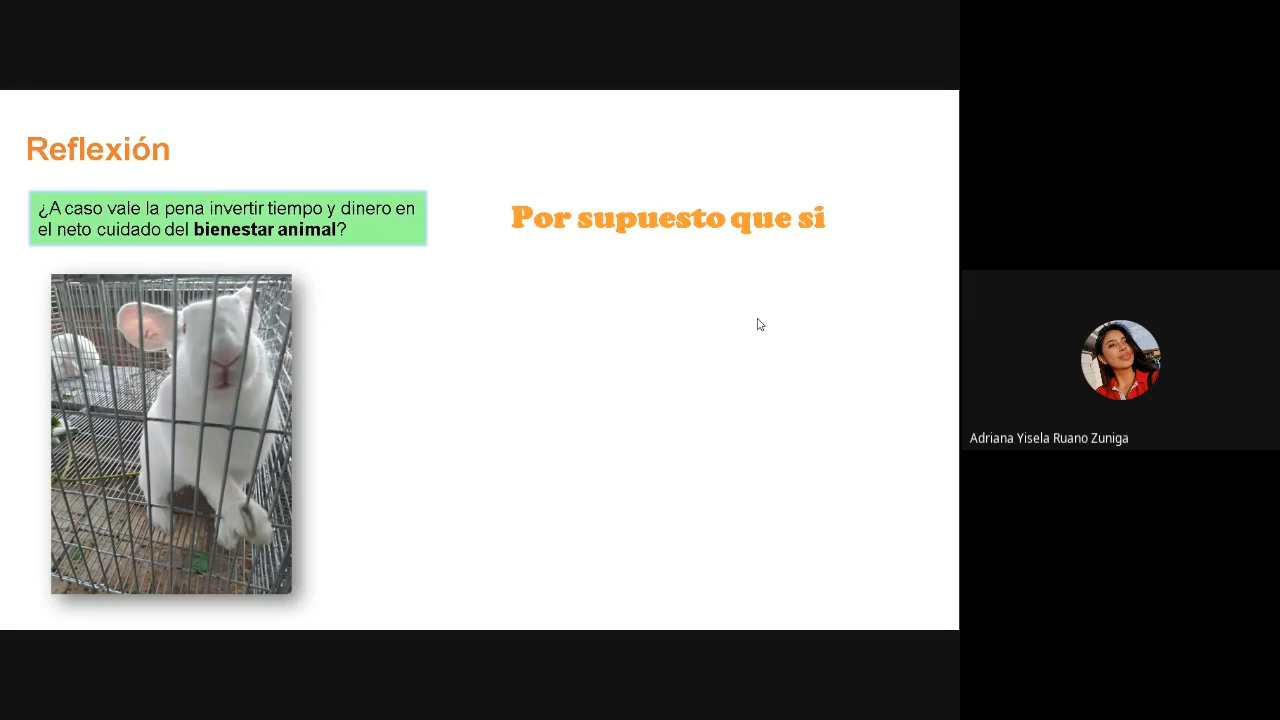 Reflexión
¿A caso vale la pena invertir tiempo y dinero en
el neto cuidado del bienestar animal?
Por supuesto que si
Adriana Yisela Ruano Zuniga